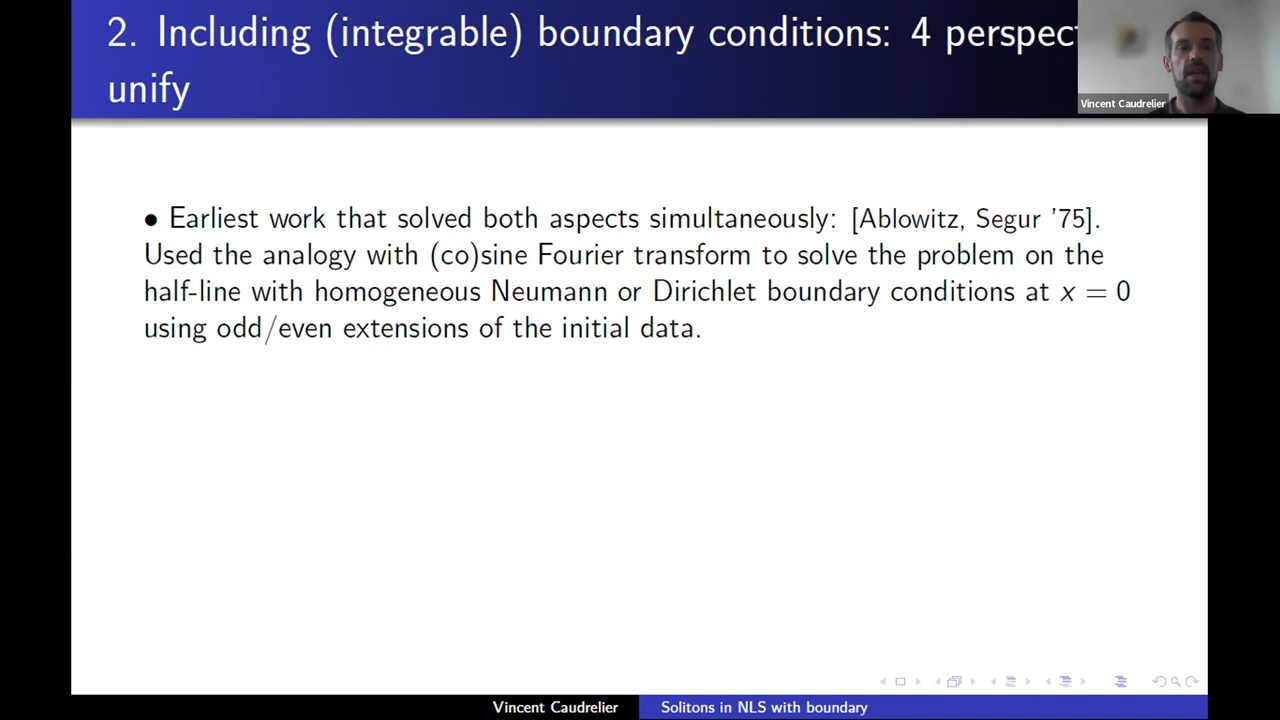 2. Including (integrable) boundary conditions: 4
unify
Vincent Caudrelier
• Earliest work that solved both aspects simultaneously: [Ablowitz, Segur '75].
Used the analogy with (co)sine Fourier transform to solve the problem on the
half-line with homogeneous Neumann or Dirichlet boundary conditions at x = 0
using odd/even extensions of the initial data.
Vincent Caudrelier
Solitons in NLS with boundary